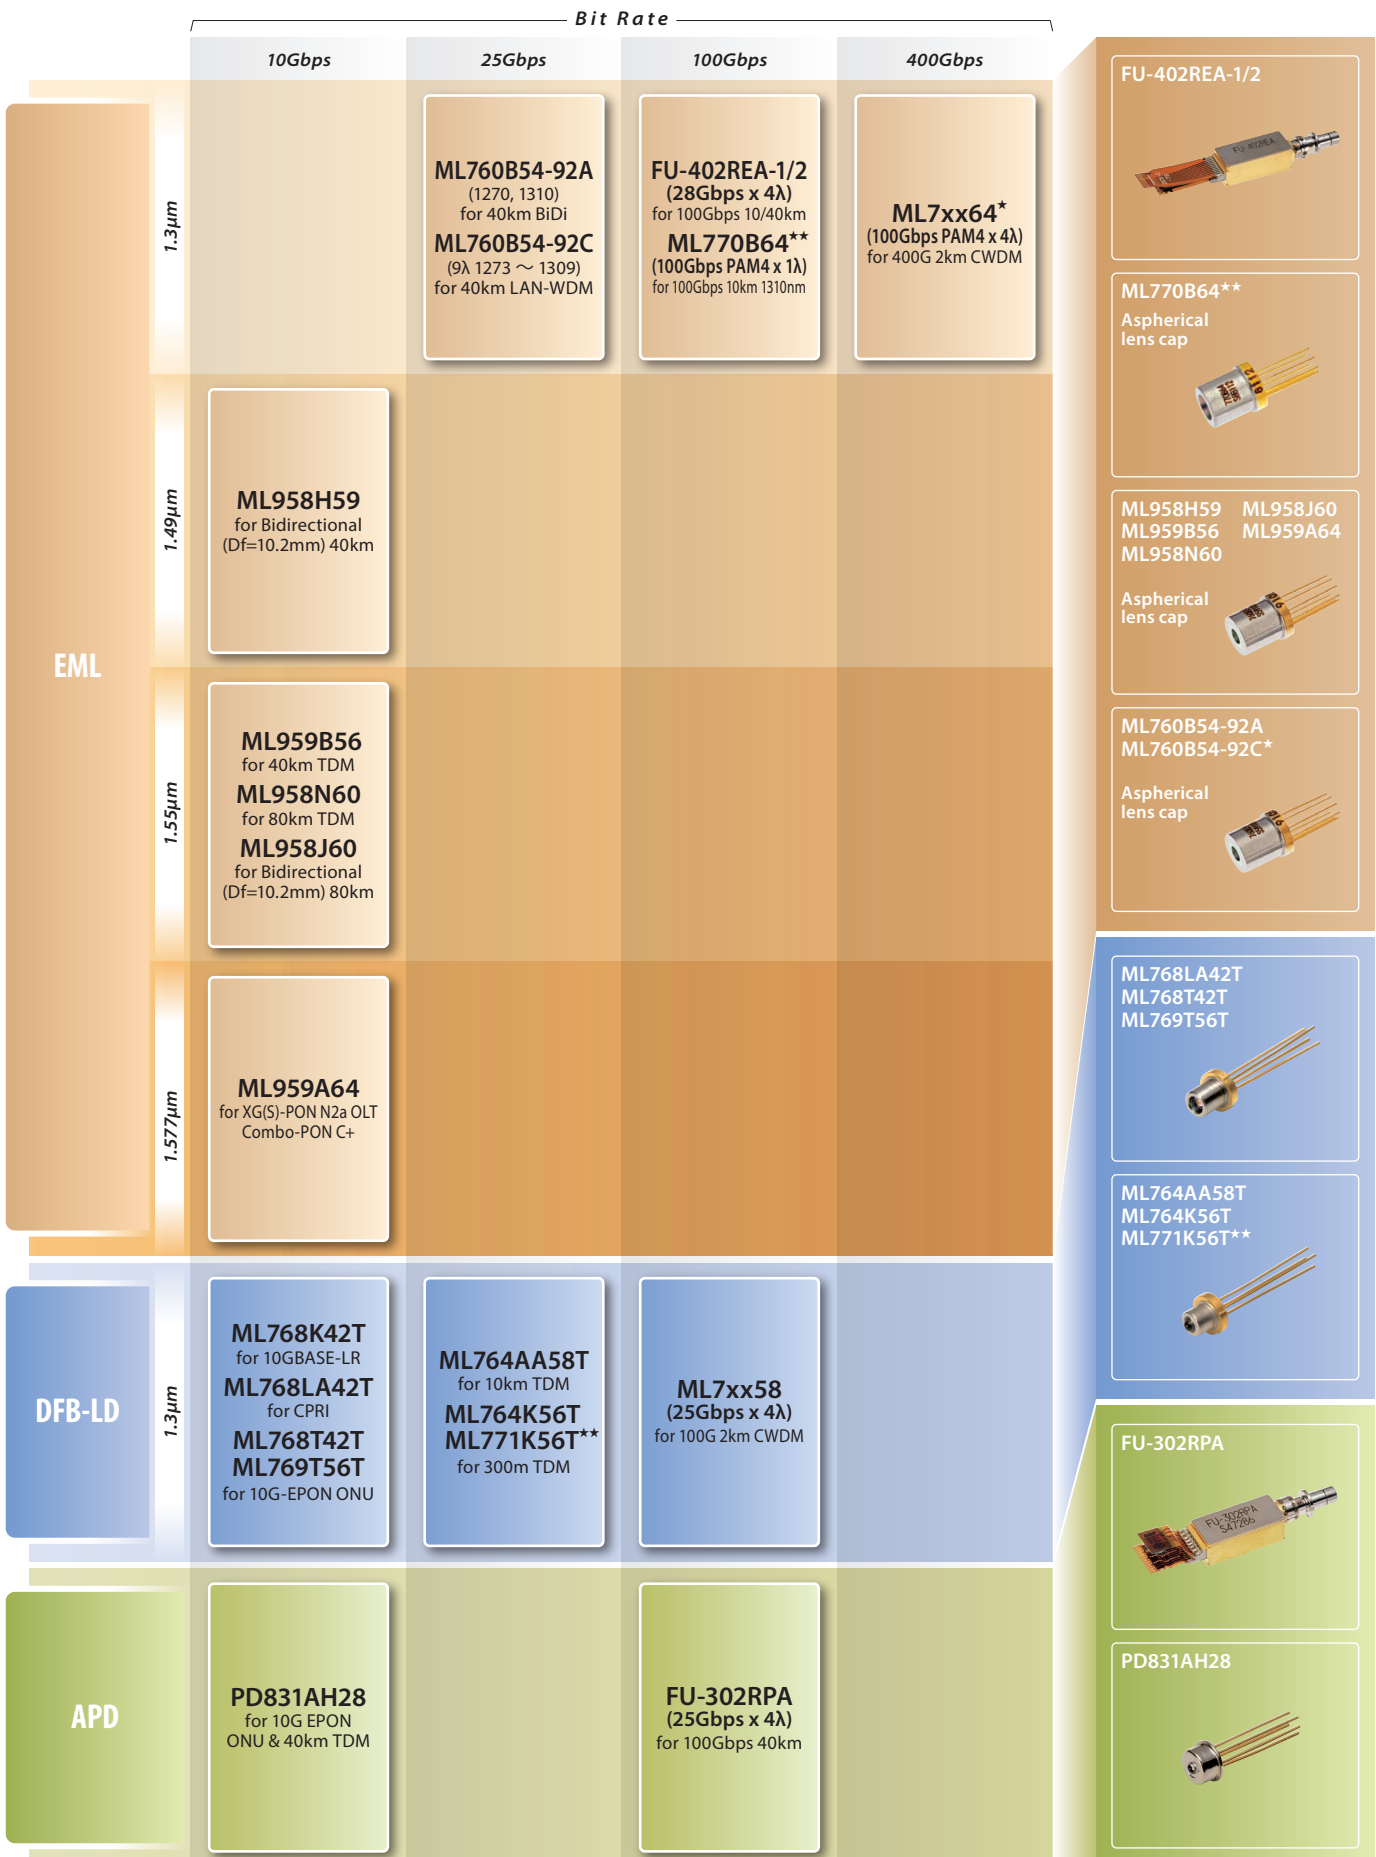 Bit Rate
10Gbps
25Gbps
100Gbps
400Gbps
EML
1.3μm
ML760B54-92A
(1270, 1310)
for 40km BiDi
ML760B54-92C
(9λ 1273 ～ 1309)
for 40km LAN-WDM
FU-402REA-1/2
(28Gbps x 4λ)
for 100Gbps 10/40km
ML770B64★★
(100Gbps PAM4 x 1λ)
for 100Gbps 10km 1310nm
ML7xx64★
(100Gbps PAM4 x 4λ)
for 400G 2km CWDM
1.49μm
ML958H59
for Bidirectional
(Df=10.2mm) 40km
1.55μm
ML959B56
for 40km TDM
ML958N60
for 80km TDM
ML958J60
for Bidirectional
(Df=10.2mm) 80km
1.577μm
ML959A64
for XG(S)-PON N2a OLT
Combo-PON C+
DFB-LD
1.3μm
ML768K42T
for 10GBASE-LR
ML768LA42T
for CPRI
ML768T42T
ML769T56T
for 10G-EPON ONU
ML764AA58T
for 10km TDM
ML764K56T
ML771K56T★★
for 300m TDM
ML7xx58
(25Gbps x 4λ)
for 100G 2km CWDM
APD
PD831AH28
for 10G EPON
ONU & 40km TDM
FU-302RPA
(25Gbps x 4λ)
for 100Gbps 40km
FU-402REA-1/2
FU-402REA
ML770B64★★
Aspherical
lens cap
ML958H59 ML958J60
ML959B56 ML959A64
ML958N60
Aspherical
lens cap
ML760B54-92A
ML760B54-92C★
Aspherical
lens cap
ML768LA42T
ML768T42T
ML769T56T
ML764AA58T
ML764K56T
ML771K56T★★
FU-302RPA
FU-302RPA
S47286
PD831AH28